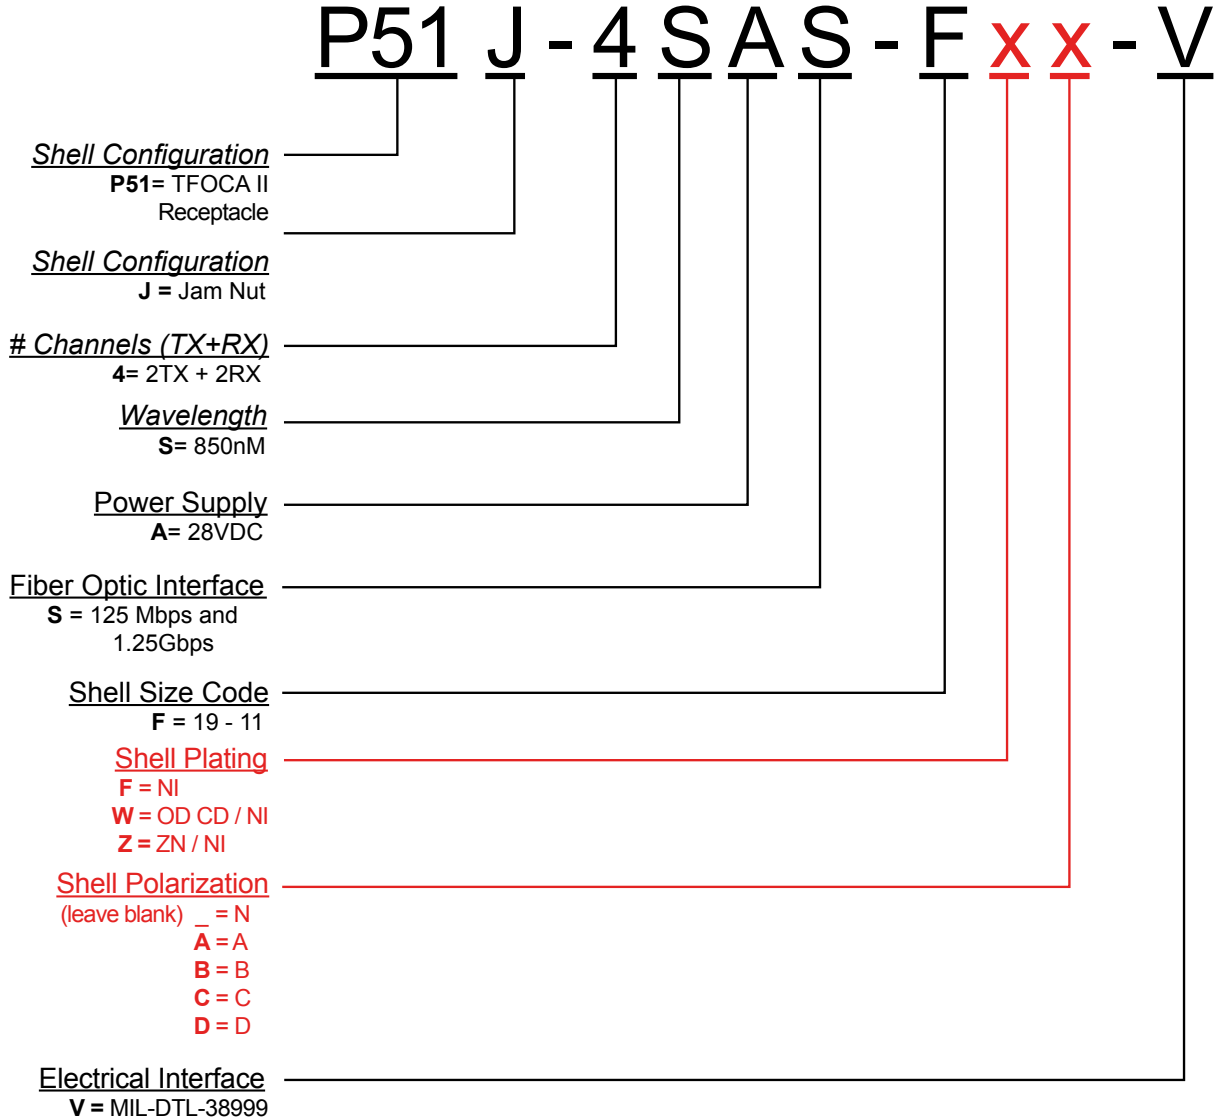 P51 J - 4 S A S - F x x - V
Shell Configuration
P51= TFOCA II
Receptacle
Shell Configuration
J = Jam Nut
# Channels (TX+RX)
4= 2TX + 2RX
Wavelength
S= 850nM
Power Supply
A= 28VDC
Fiber Optic Interface
S = 125 Mbps and
1.25Gbps
Shell Size Code
F = 19 - 11
Shell Plating
F = NI
W = OD CD / NI
Z = ZN / NI
Shell Polarization
(leave blank) _ = N
A = A
B = B
C = C
D = D
Electrical Interface
V = MIL-DTL-38999